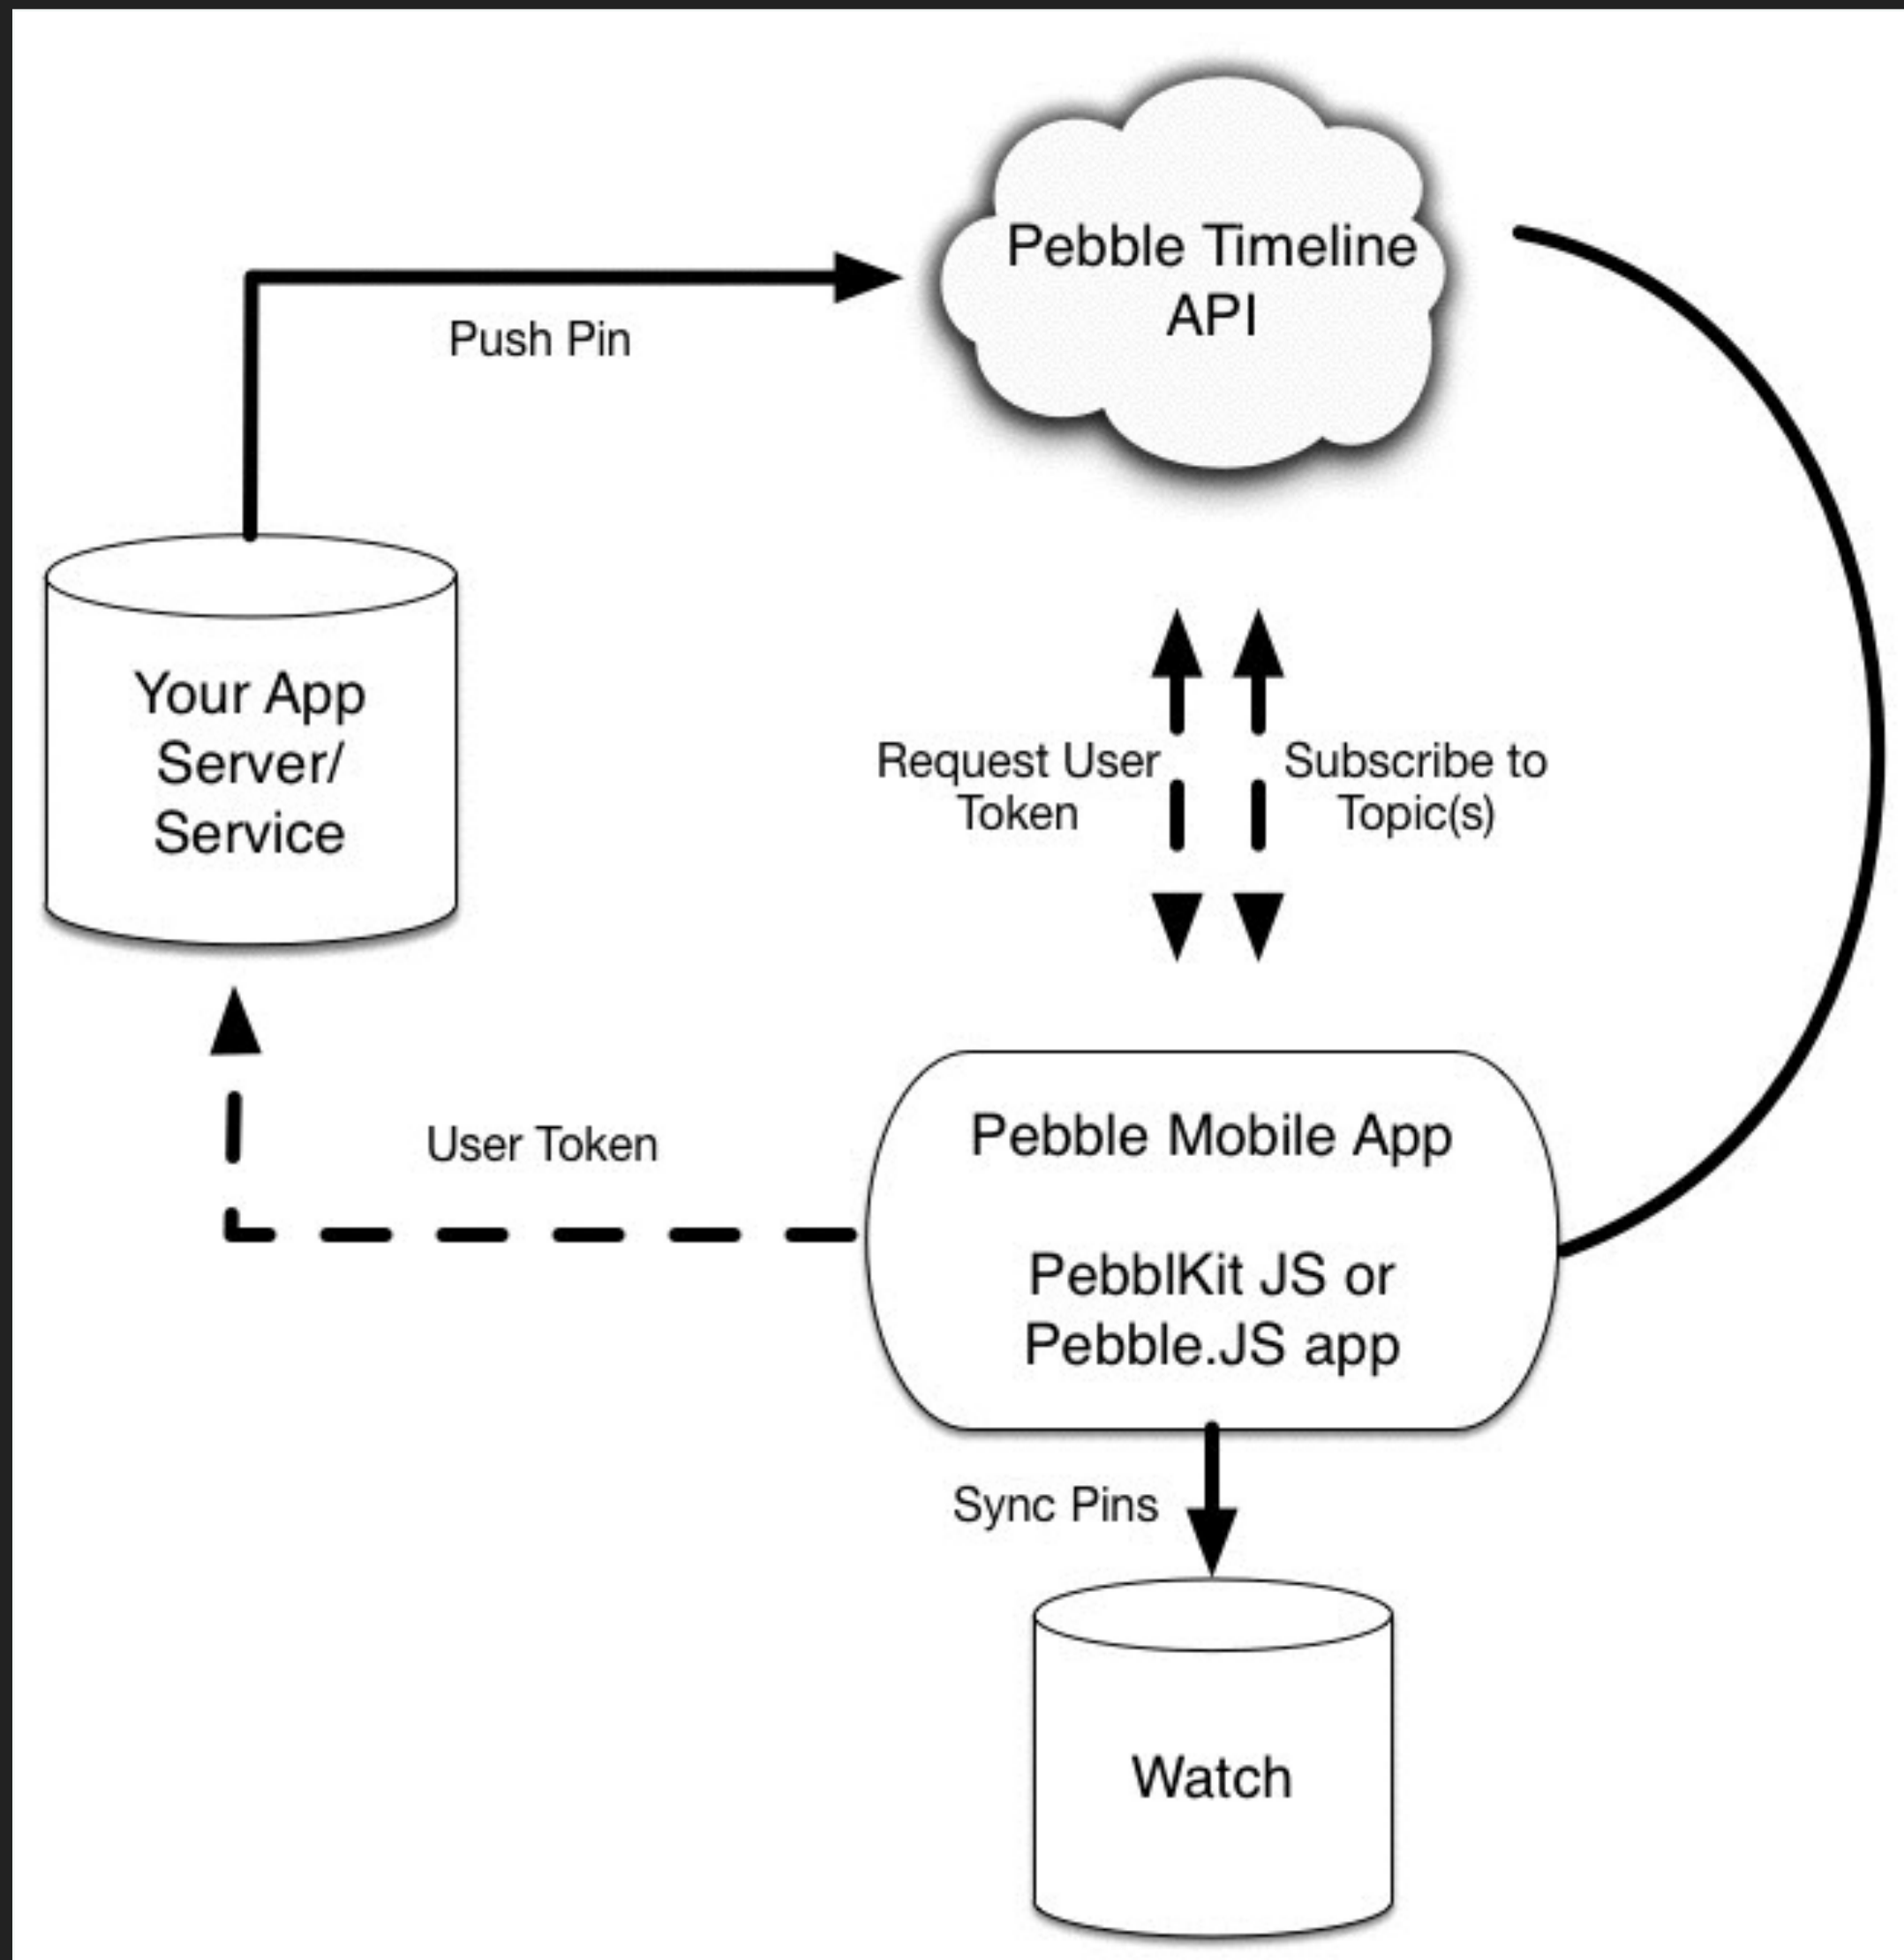 Pebble Timeline
API
Push Pin
Your App
Server/
Service
Request User
Token
Subscribe to
Topic(s)
User Token
Pebble Mobile App
PebblKit JS or
Pebble.JS app
Sync Pins
Watch